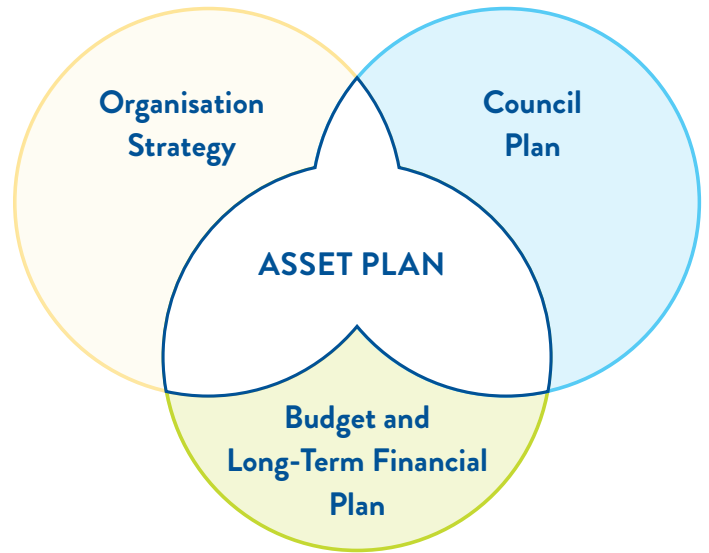 Organisation
Strategy
Council
Plan
ASSET PLAN
Budget and
Long-Term Financial
Plan